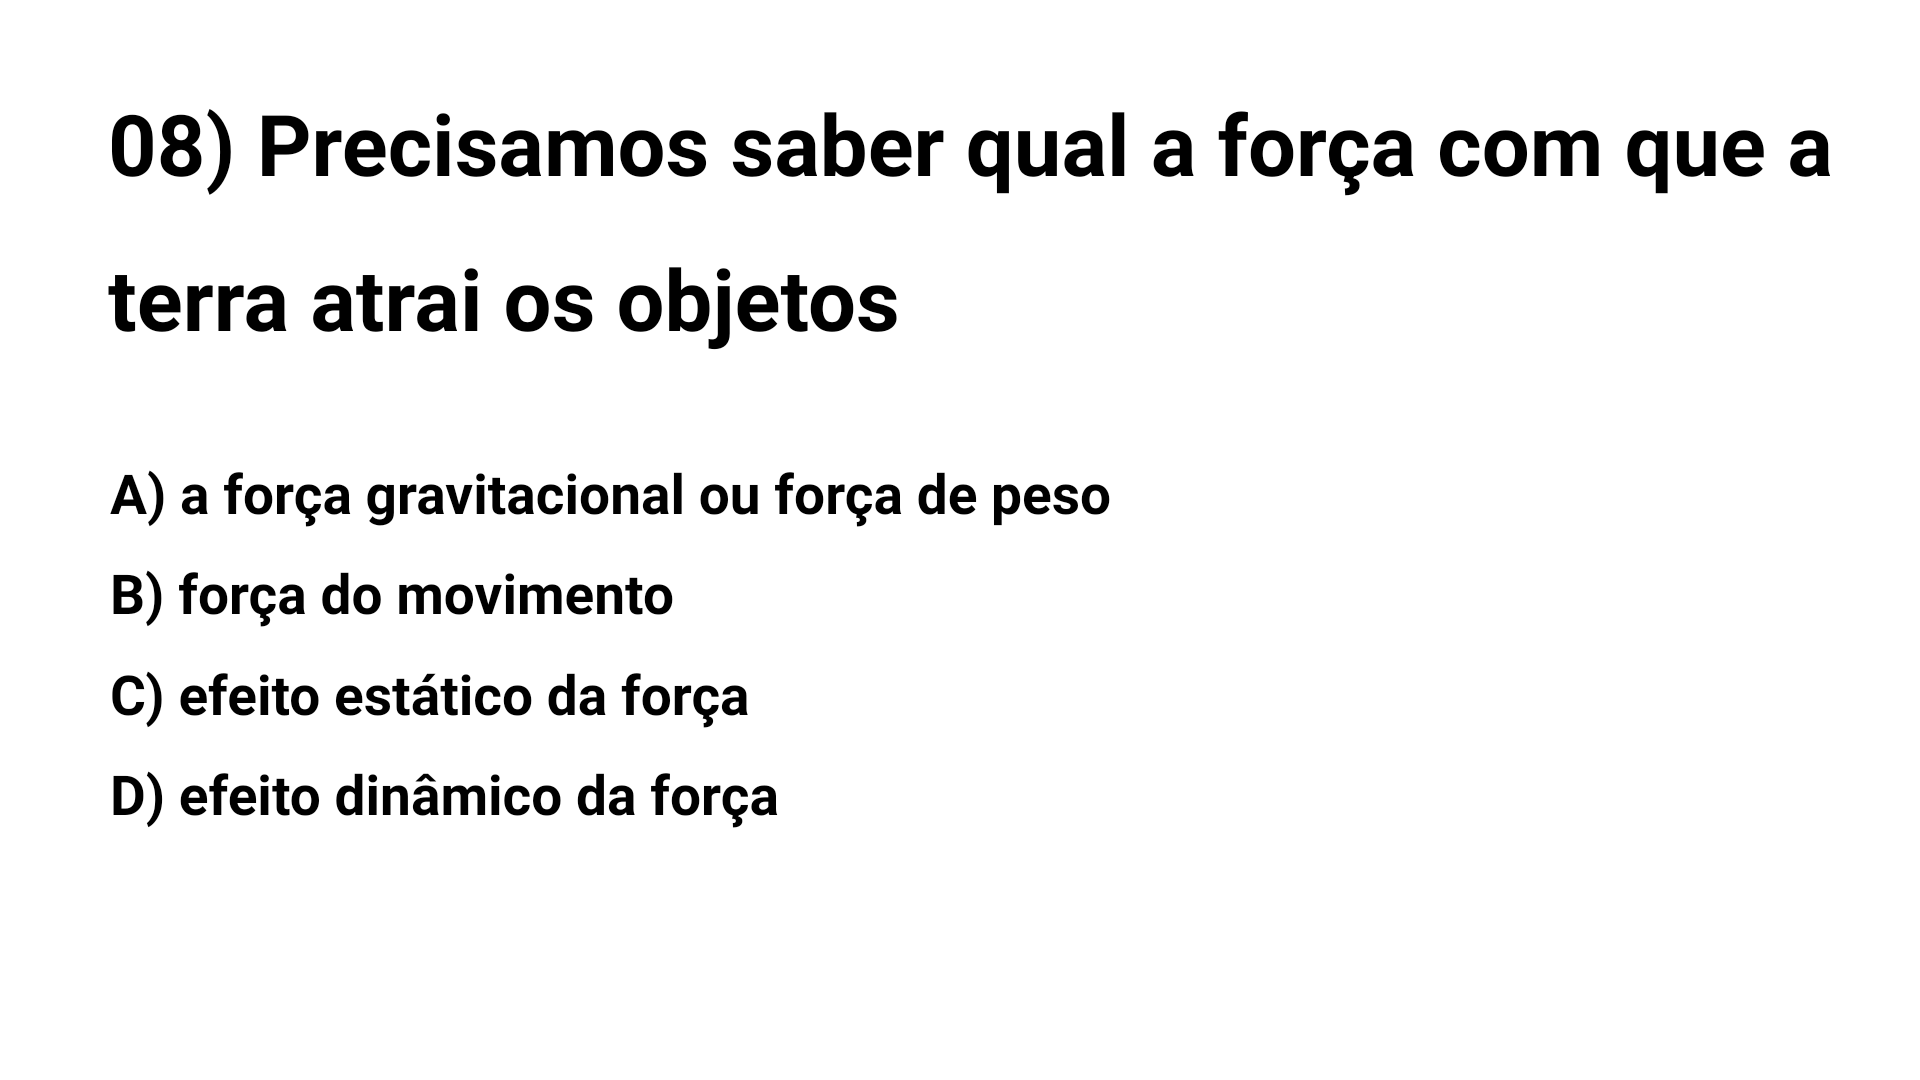 08) Precisamos saber qual a força com que a
terra atrai os objetos
A) a força gravitacional ou força de peso
B) força do movimento
C) efeito estático da força
D) efeito dinâmico da força